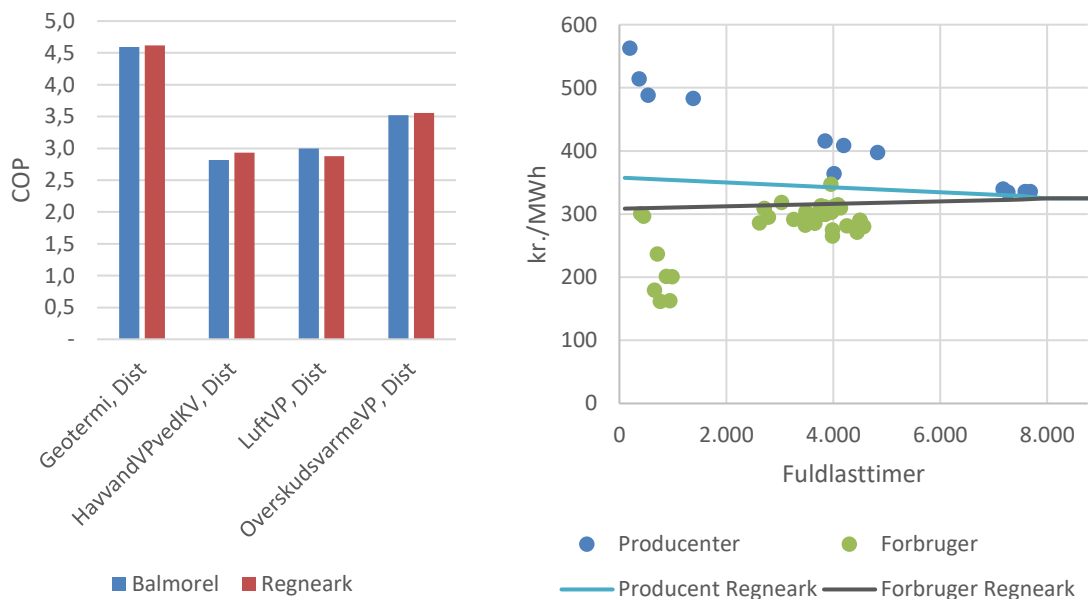 COP
5,0
4,5
4,0
3,5
3,0
2,5
2,0
1,5
1,0
0,5
-
Geotermi, Dist
HavvandVPvedKV, Dist
LuftVP, Dist
OverskudsvarmeVP, Dist
Balmorel
Regneark
kr./MWh
600
500
400
300
200
100
0
0
2.000
4.000
6.000
8.000
Fuldlasttimer
Producenter
Forbruger
Producent Regneark
Forbruger Regneark